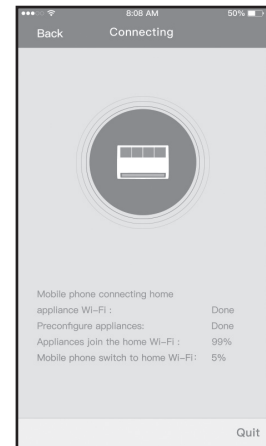 8:08 AM 50%
Back Connecting
Mobile phone connecting home
appliance Wi-Fi : Done
Preconfigure appliances: Done
Appliances join the home Wi-Fi : 99%
Mobile phone switch to home Wi-Fi: 5%
Quit